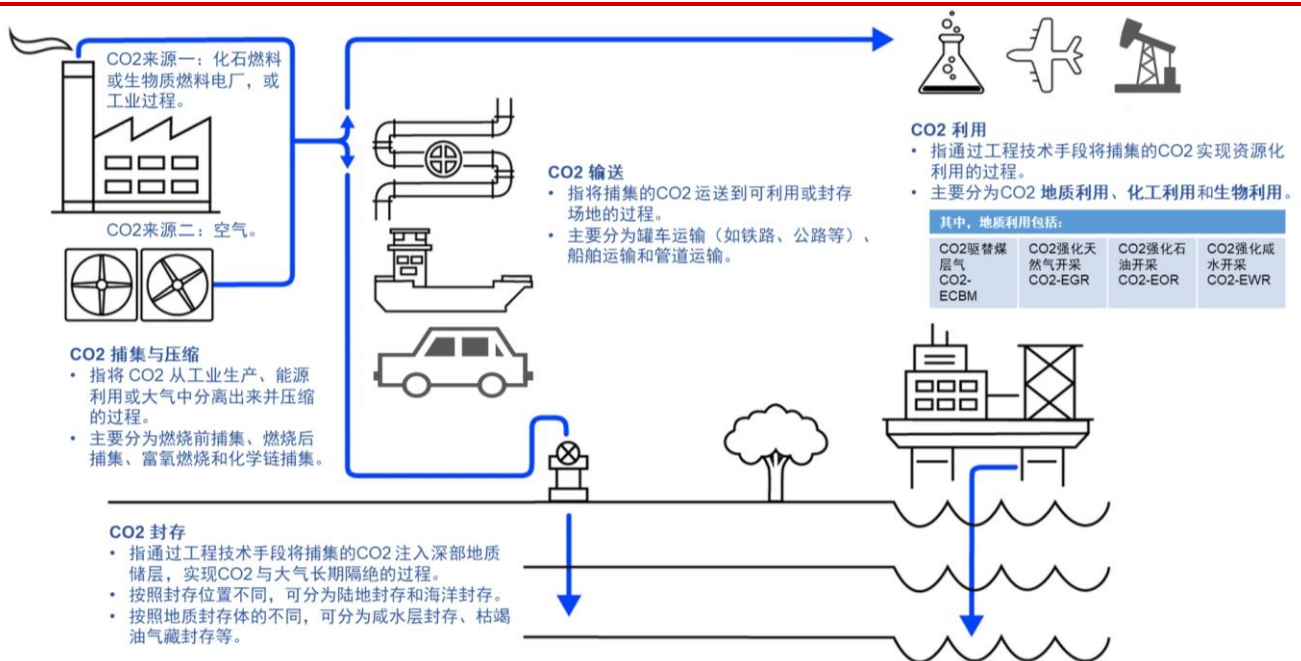 CO2来源一：化石燃料
或生物质燃料电厂，或
工业过程。
CO2来源二：空气。
CO2 捕集与压缩
• 指将 CO2 从工业生产、能源
利用或大气中分离出来并压缩
的过程。
• 主要分为燃烧前捕集、燃烧后
捕集、富氧燃烧和化学链捕集。
CO2 输送
• 指将捕集的CO2 运送到可利用或封存
场地的过程。
• 主要分为罐车运输（如铁路、公路等）、
船舶运输和管道运输。
CO2 利用
• 指通过工程技术手段将捕集的CO2 实现资源化
利用的过程。
• 主要分为CO2 地质利用、化工利用和生物利用。
其中，地质利用包括：
CO2驱替煤
层气
CO2-
ECBM
CO2强化天
然气开采
CO2-EGR
CO2强化石
油开采
CO2-EOR
CO2强化咸
水开采
CO2-EWR
CO2 封存
• 指通过工程技术手段将捕集的CO2 注入深部地质
储层，实现CO2 与大气长期隔绝的过程。
• 按照封存位置不同，可分为陆地封存和海洋封存。
• 按照地质封存体的不同，可分为咸水层封存、枯竭
油气藏封存等。